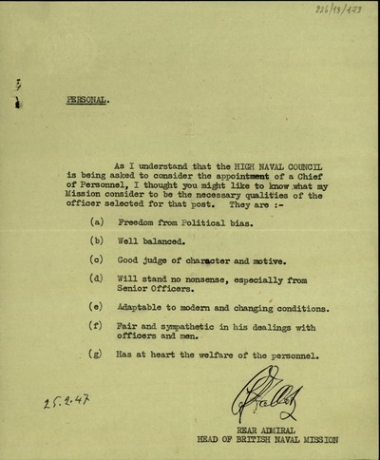 PERSONAL.
As I understand that the HIGH NAVAL COUNCIL
is being asked to consider the appointment of a Chief
of Personnel, I thought you might like to know what my
Mission consider to be the necessary qualities of the
officer selected for that post. They are :-
(a) Freedom from Political bias.
(b) Well balanced.
(c) Good judge of character and motive.
(d) Will stand no nonsense, especially from
Senior Officers.
(e) Adaptable to modern and changing conditions.
(f) Fair and sympathetic in his dealings with
officers and men.
(g) Has at heart the welfare of the personnel.
25.2.47
REAR ADMIRAL
HEAD OF BRITISH NAVAL MISSION